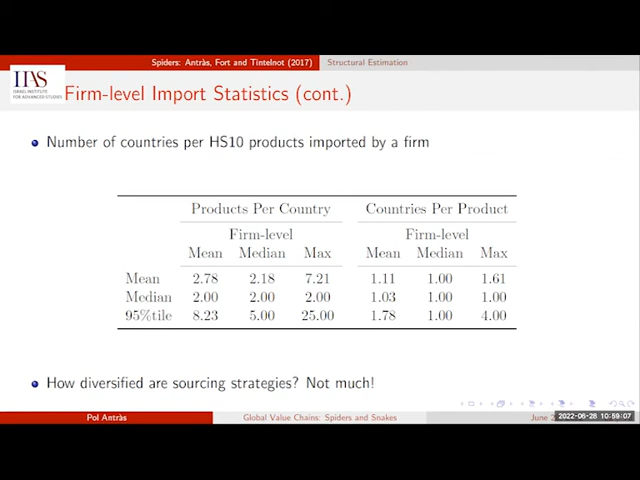 Spiders: Antràs, Fort and Tintelnot (2017) Structural Estimation
IIAS
ISRAEL INSTITUTE
FOR ADVANCED STUDIES
Firm-level Import Statistics (cont.)
Number of countries per HS10 products imported by a firm
Products Per Country Countries Per Product
Firm-level Firm-level
Mean Median Max Mean Median Max
Mean 2.78 2.18 7.21 1.11 1.00 1.61
Median 2.00 2.00 2.00 1.03 1.00 1.00
95%tile 8.23 5.00 25.00 1.78 1.00 4.00
How diversified are sourcing strategies? Not much!
Pol Antràs Global Value Chains: Spiders and Snakes June
2022-06-28 10:59:07